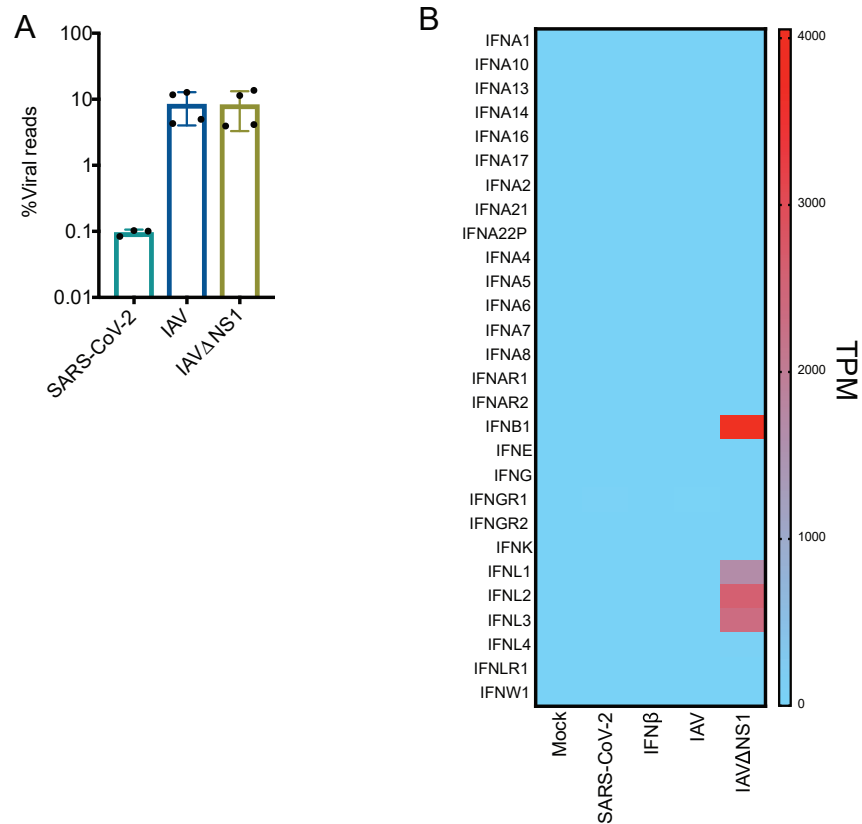 A
100
10
1
0.1
0.01
%Viral reads
SARS-CoV-2
IAV
IAVΔNS1
B
IFNA1
IFNA10
IFNA13
IFNA14
IFNA16
IFNA17
IFNA2
IFNA21
IFNA22P
IFNA4
IFNA5
IFNA6
IFNA7
IFNA8
IFNAR1
IFNAR2
IFNB1
IFNE
IFNG
IFNGR1
IFNGR2
IFNK
IFNL1
IFNL2
IFNL3
IFNL4
IFNLR1
IFNW1
Mock
SARS-CoV-2
IFNβ
IAV
IAVΔNS1
4000
3000
2000
1000
0
TPM